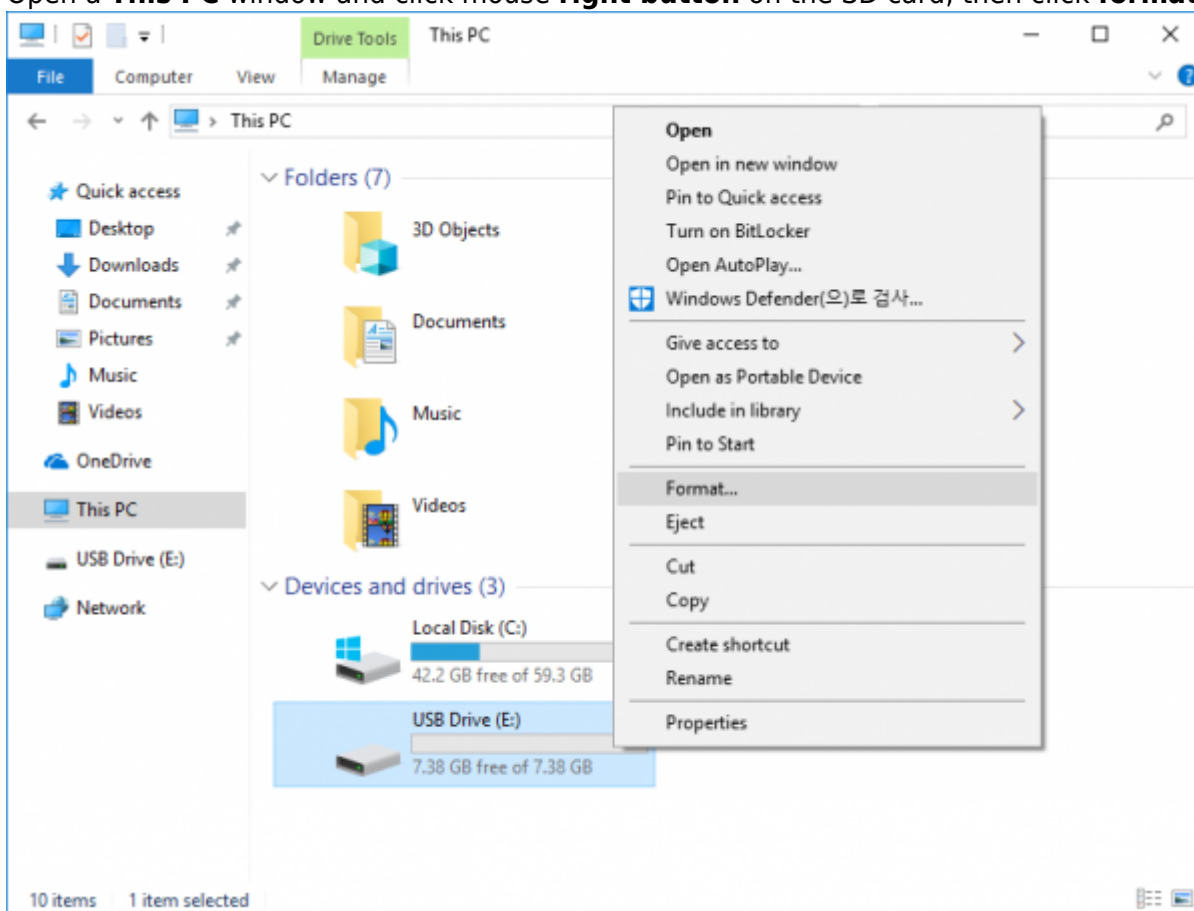 Open a This PC window and click mouse right button on the SD card, then click format
Drive Tools
This PC
File
Computer
View
Manage
This PC
Quick access
Desktop
Downloads
Documents
Pictures
Music
Videos
OneDrive
This PC
USB Drive (E:)
Network
Folders (7)
3D Objects
Documents
Music
Videos
Devices and drives (3)
Local Disk (C:)
42.2 GB free of 59.3 GB
USB Drive (E:)
7.38 GB free of 7.38 GB
Open
Open in new window
Pin to Quick access
Turn on BitLocker
Open AutoPlay...
Windows Defender(으)로 검사...
Give access to
Open as Portable Device
Include in library
Pin to Start
Format...
Eject
Cut
Copy
Create shortcut
Rename
Properties
10 items
1 item selected